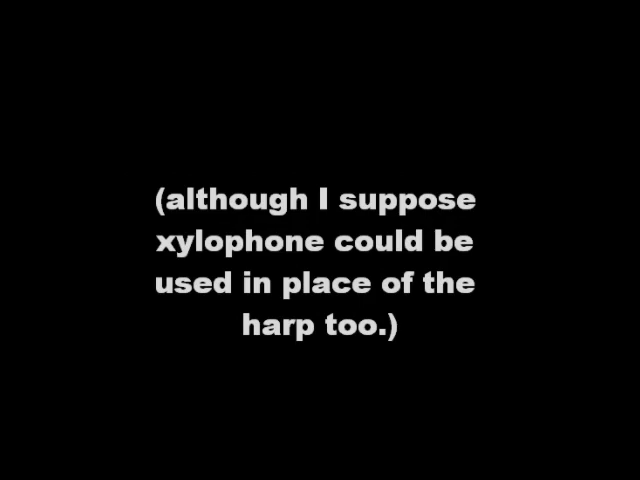 (although I suppose
xylophone could be
used in place of the
harp too.)